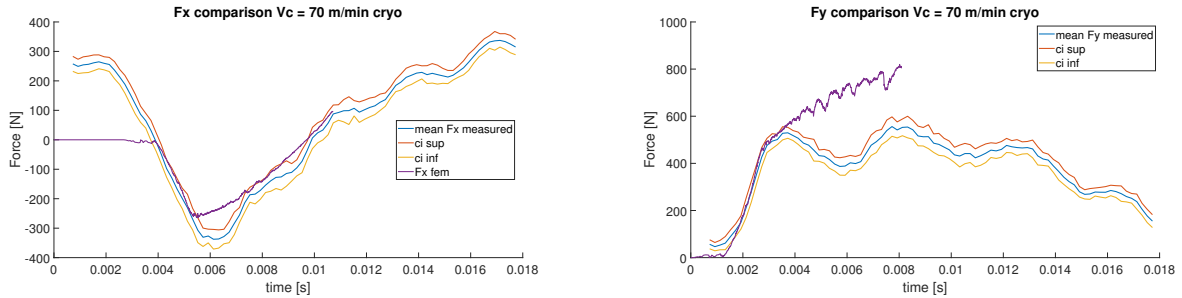 Fx comparison Vc = 70 m/min cryo
400
300
200
100
0
-100
-200
-300
-400
Force [N]
0
0.002
0.004
0.006
0.008
0.01
0.012
0.014
0.016
0.018
time [s]
mean Fx measured
ci sup
ci inf
Fx fem
Fy comparison Vc = 70 m/min cryo
1000
800
600
400
200
0
Force [N]
0
0.002
0.004
0.006
0.008
0.01
0.012
0.014
0.016
0.018
time [s]
mean Fy measured
ci sup
ci inf